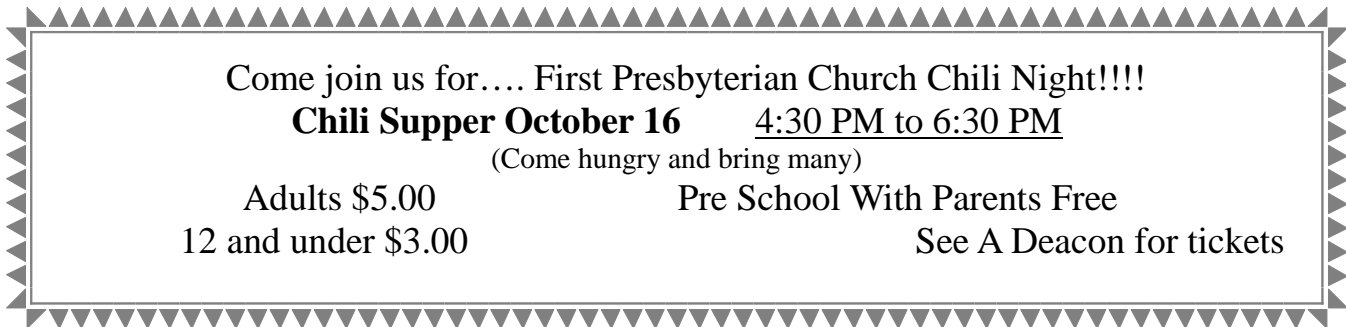 Come join us for…. First Presbyterian Church Chili Night!!!!
Chili Supper October 16 4:30 PM to 6:30 PM
(Come hungry and bring many)
Adults $5.00 Pre School With Parents Free
12 and under $3.00 See A Deacon for tickets